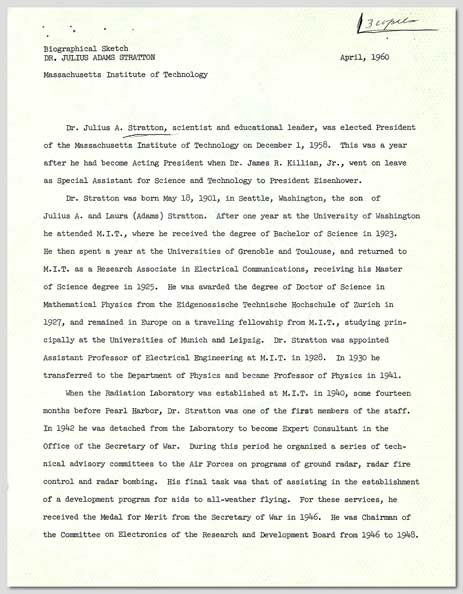 3 copies
Biographical Sketch
DR. JULIUS ADAMS STRATTON April, 1960
Massachusetts Institute of Technology
Dr. Julius A. Stratton, scientist and educational leader, was elected President
of the Massachusetts Institute of Technology on December 1, 1958. This was a year
after he had become Acting President when Dr. James R. Killian, Jr., went on leave
as Special Assistant for Science and Technology to President Eisenhower.
Dr. Stratton was born May 18, 1901, in Seattle, Washington, the son of
Julius A. and Laura (Adams) Stratton. After one year at the University of Washington
he attended M.I.T., where he received the degree of Bachelor of Science in 1923.
He then spent a year at the Universities of Grenoble and Toulouse, and returned to
M.I.T. as a Research Associate in Electrical Communications, receiving his Master
of Science degree in 1925. He was awarded the degree of Doctor of Science in
Mathematical Physics from the Eidgenossische Technische Hochschule of Zurich in
1927, and remained in Europe on a traveling fellowship from M.I.T., studying prin-
cipally at the Universities of Munich and Leipzig. Dr. Stratton was appointed
Assistant Professor of Electrical Engineering at M.I.T. in 1928. In 1930 he
transferred to the Department of Physics and became Professor of Physics in 1941.
When the Radiation Laboratory was established at M.I.T. in 1940, some fourteen
months before Pearl Harbor, Dr. Stratton was one of the first members of the staff.
In 1942 he was detached from the Laboratory to become Expert Consultant in the
Office of the Secretary of War. During this period he organized a series of tech-
nical advisory committees to the Air Forces on programs of ground radar, radar fire
control and radar bombing. His final task was that of assisting in the establishment
of a development program for aids to all-weather flying. For these services, he
received the Medal for Merit from the Secretary of War in 1946. He was Chairman of
the Committee on Electronics of the Research and Development Board from 1946 to 1948.